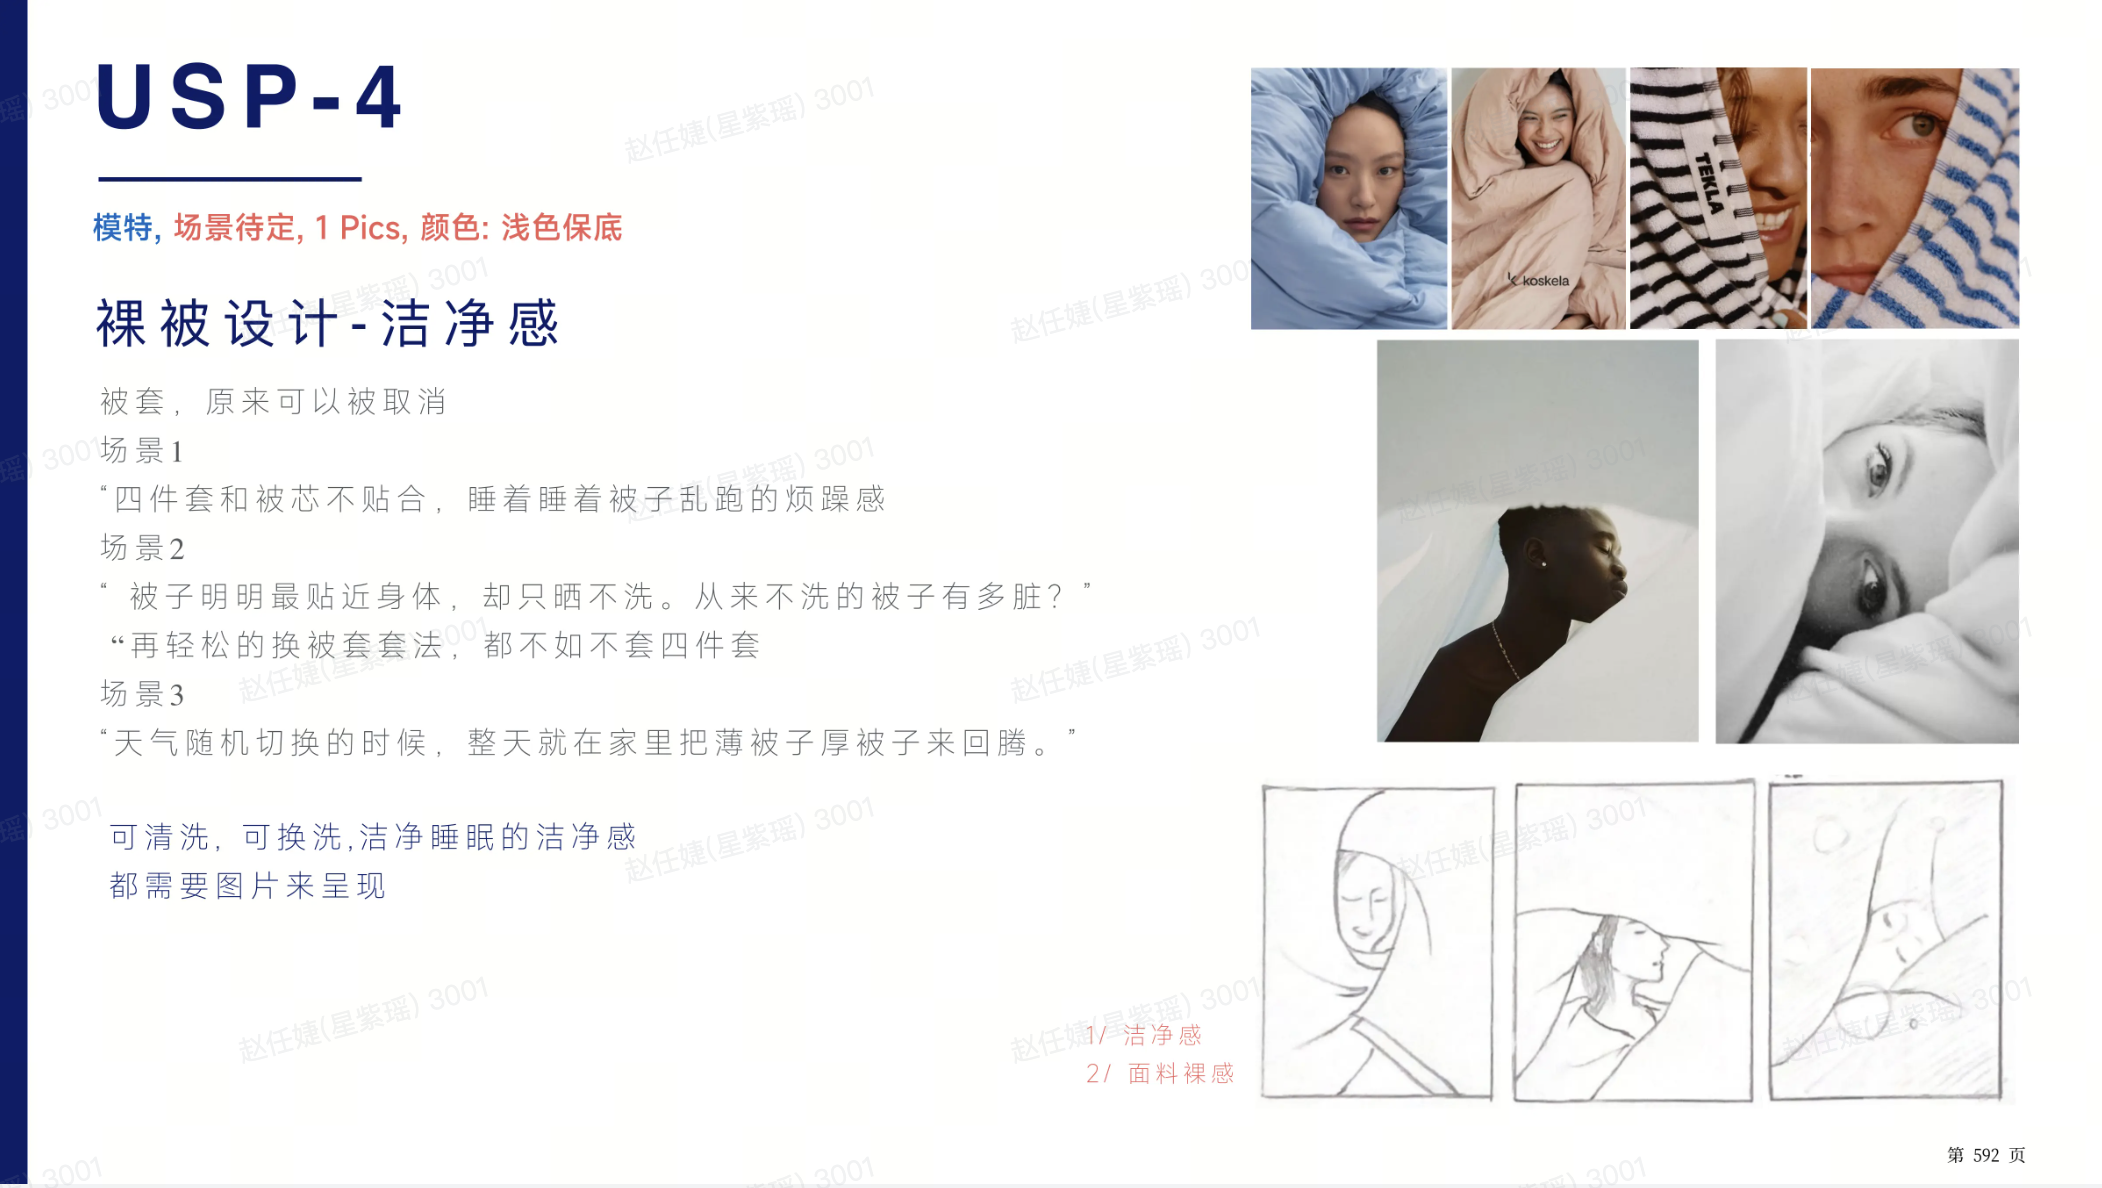 USP-4
模特, 场景待定, 1 Pics, 颜色: 浅色保底
裸被设计-洁净感
被套，原来可以被取消
场景1
“四件套和被芯不贴合，睡着睡着被子乱跑的烦躁感
场景2
“ 被子明明最贴近身体，却只晒不洗。从来不洗的被子有多脏？”
“再轻松的换被套套法，都不如不套四件套
场景3
“天气随机切换的时候，整天就在家里把薄被子厚被子来回腾。”
可清洗，可换洗,洁净睡眠的洁净感
都需要图片来呈现
koskela
TEKLA
1/ 洁净感
2/ 面料裸感
第 592 页
赵任婕(星紫瑶) 3001